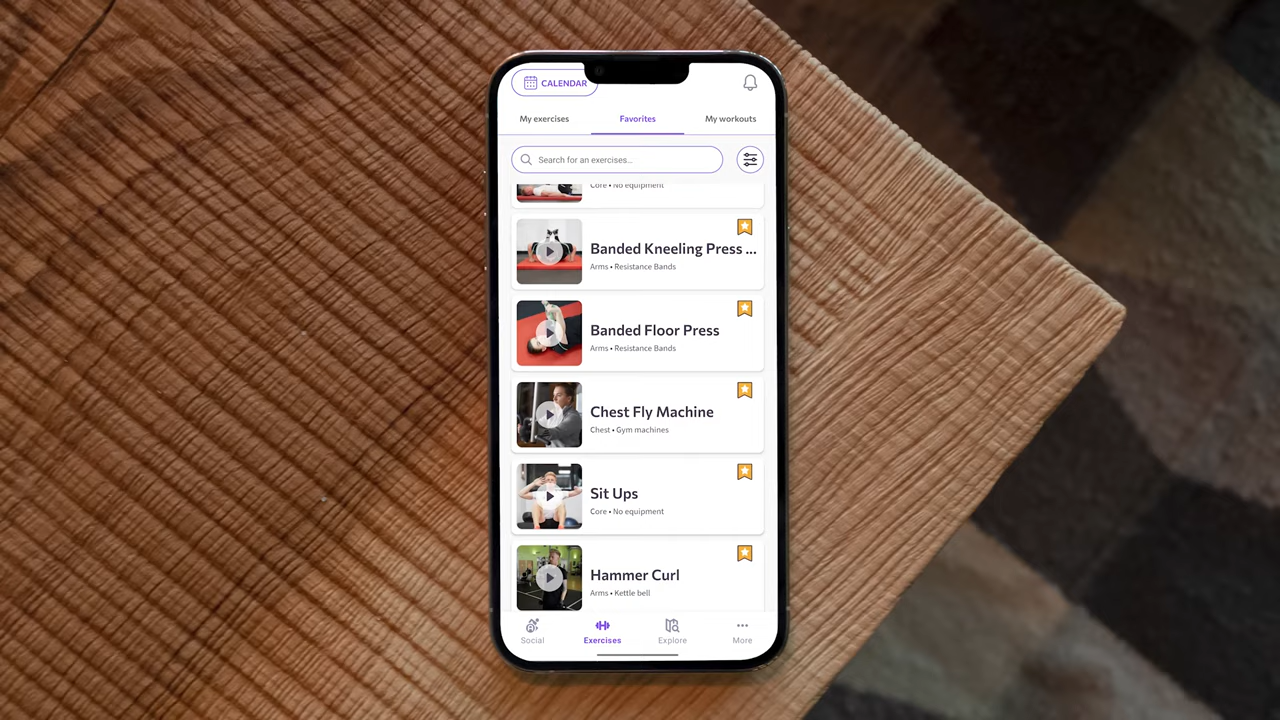 CALENDAR
My exercises
Favorites
My workouts
Search for an exercises...
Core • No equipment
Banded Kneeling Press ...
Arms • Resistance Bands
Banded Floor Press
Arms • Resistance Bands
Chest Fly Machine
Chest • Gym machines
Sit Ups
Core • No equipment
Hammer Curl
Arms • Kettle bell
Social
Exercises
Explore
More